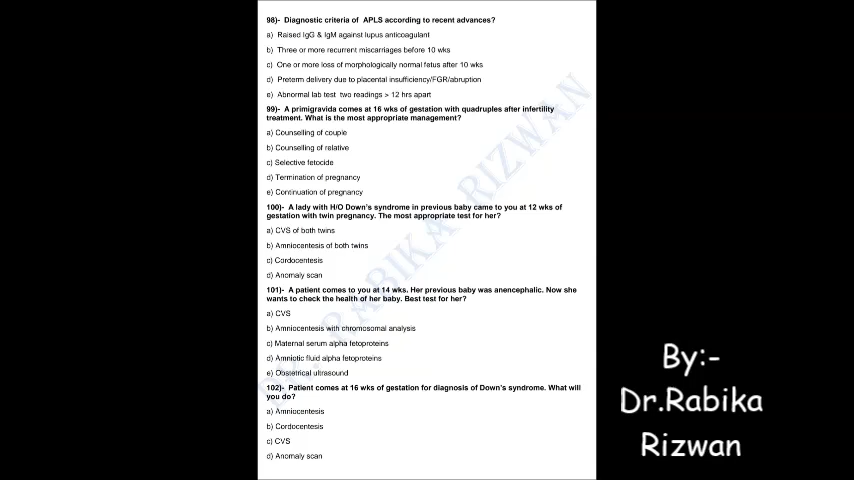 98)- Diagnostic criteria of APLS according to recent advances?
a) Raised IgG & IgM against lupus anticoagulant
b) Three or more recurrent miscarriages before 10 wks
c) One or more loss of morphologically normal fetus after 10 wks
d) Preterm delivery due to placental insufficiency/FGR/abruption
e) Abnormal lab test two readings > 12 hrs apart
99)- A primigravida comes at 16 wks of gestation with quadruples after infertility
treatment. What is the most appropriate management?
a) Counselling of couple
b) Counselling of relative
c) Selective fetocide
d) Termination of pregnancy
e) Continuation of pregnancy
100)- A lady with H/O Down's syndrome in previous baby came to you at 12 wks of
gestation with twin pregnancy. The most appropriate test for her?
a) CVS of both twins
b) Amniocentesis of both twins
c) Cordocentesis
d) Anomaly scan
101)- A patient comes to you at 14 wks. Her previous baby was anencephalic. Now she
wants to check the health of her baby. Best test for her?
a) CVS
b) Amniocentesis with chromosomal analysis
c) Maternal serum alpha fetoproteins
d) Amniotic fluid alpha fetoproteins
e) Obstetrical ultrasound
102)- Patient comes at 16 wks of gestation for diagnosis of Down's syndrome. What will
you do?
a) Amniocentesis
b) Cordocentesis
c) CVS
d) Anomaly scan
DR. RABIKA RIZWAN
By:-
Dr.Rabika
Rizwan